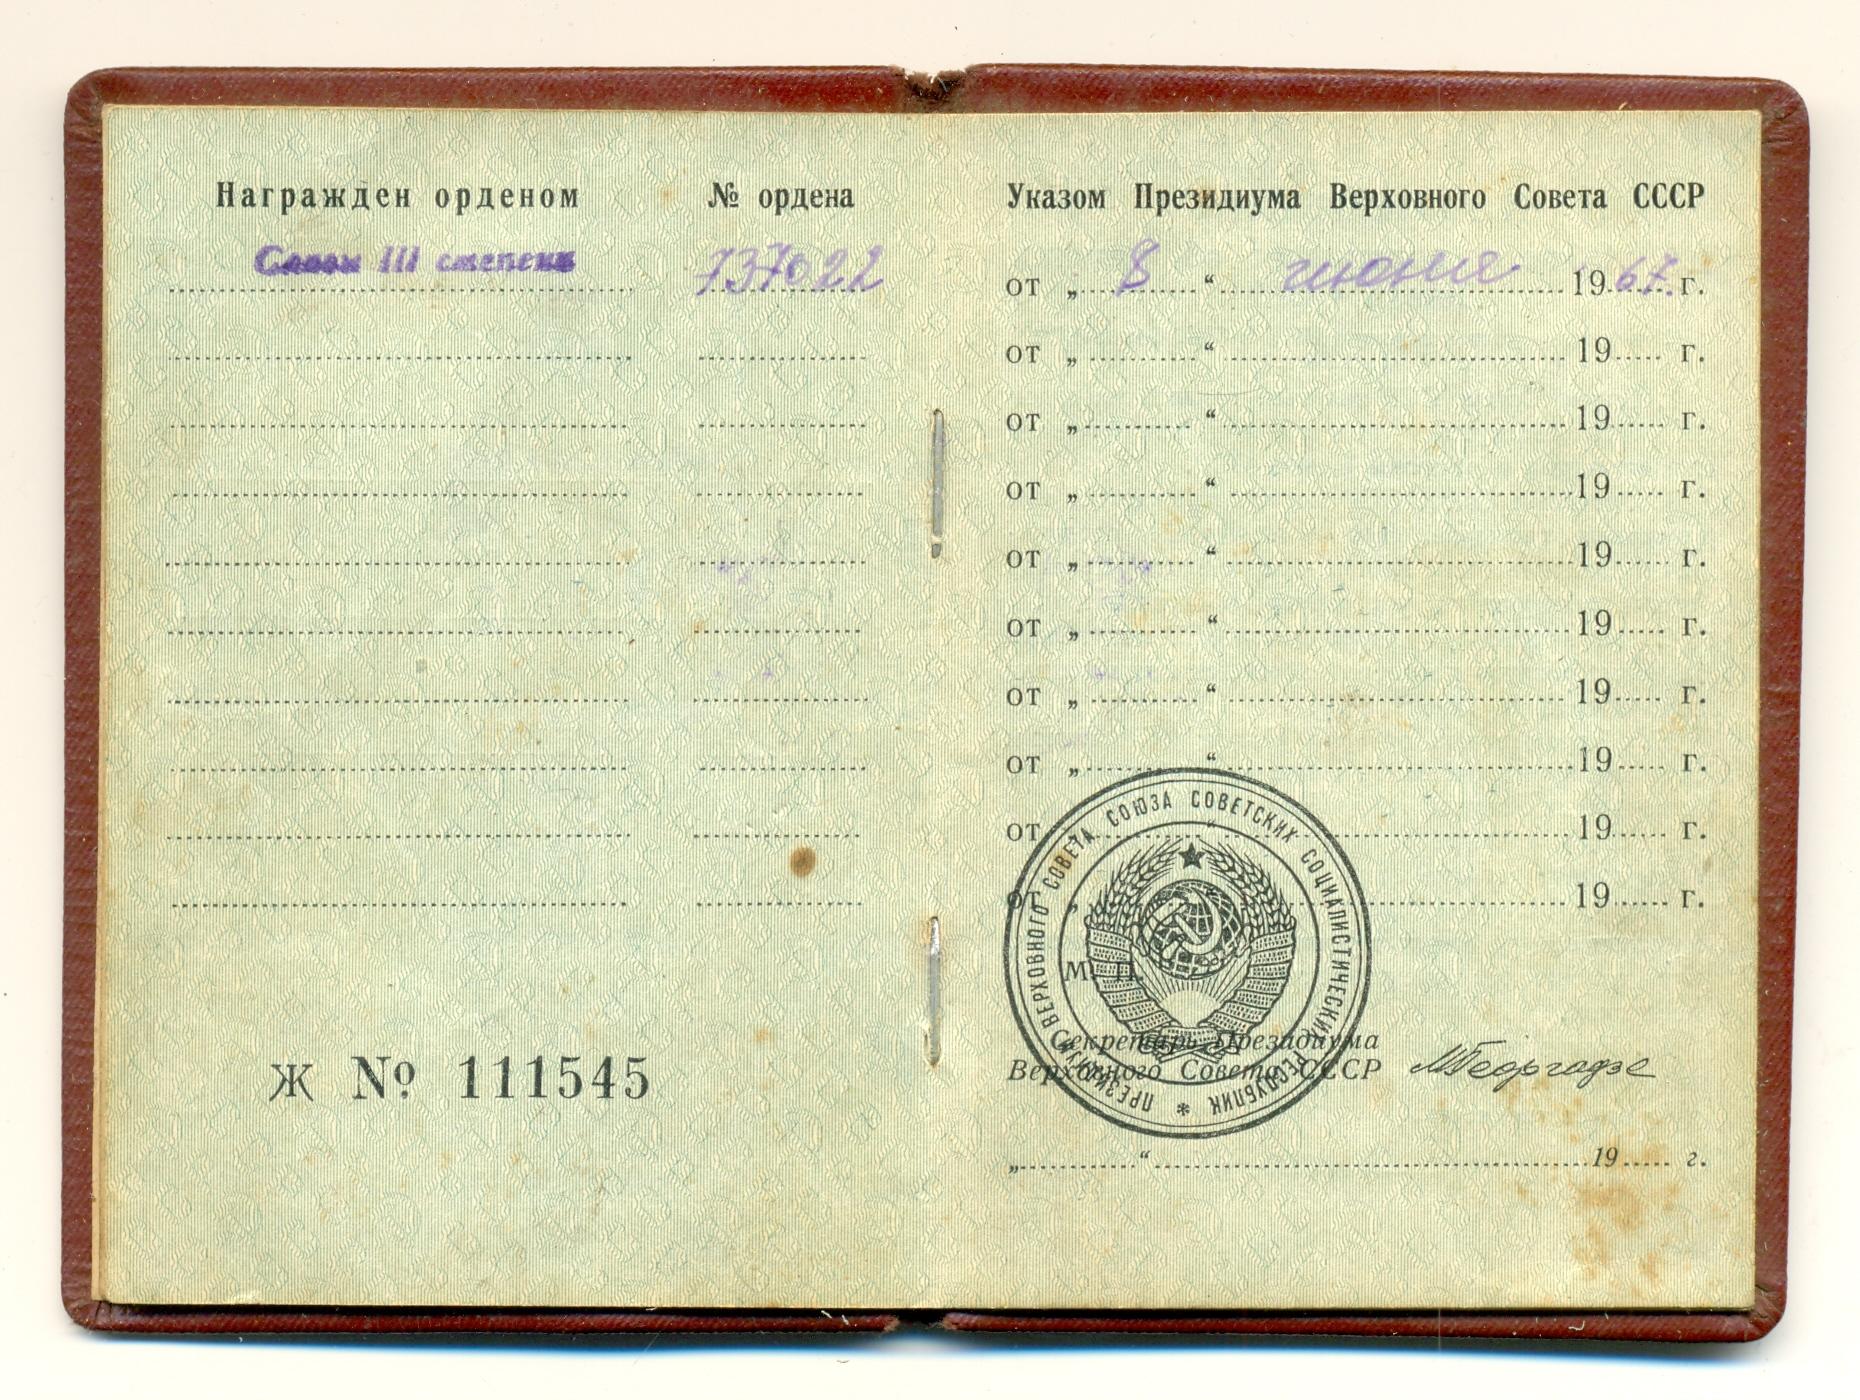 Награжден орденом № ордена
Славы III степени 737022
Ж № 111545
Указом Президиума Верховного Совета СССР
от „ 8 “ июня 1967. г.
от „ “ 19 г.
от „ “ 19 г.
от „ “ 19 г.
от „ “ 19 г.
от „ “ 19 г.
от „ “ 19 г.
от „ “ 19 г.
от „ “ 19 г.
от „ “ 19 г.
ПРЕЗИДИУМ ВЕРХОВНОГО СОВЕТА СОЮЗА СОВЕТСКИХ СОЦИАЛИСТИЧЕСКИХ РЕСПУБЛИК *
М. П.
Секретарь Президиума
Верховного Совета СССР МГеоргадзе
„ “ 19 г.